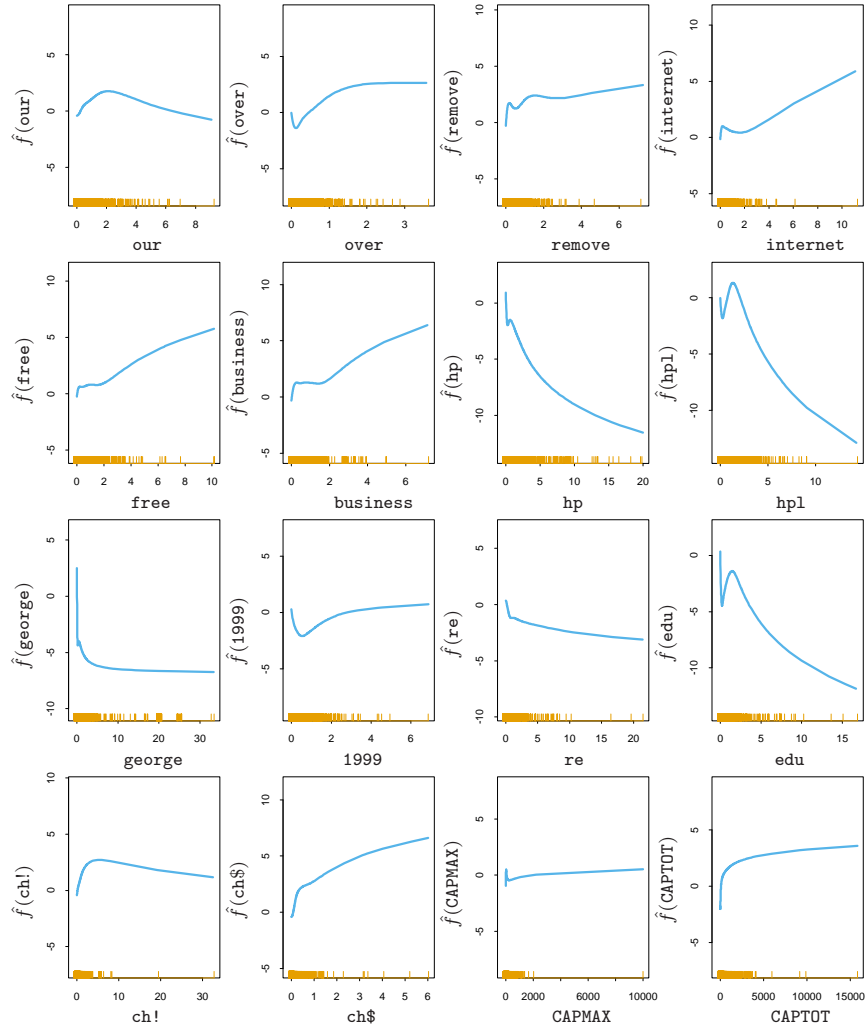 f̂(our)
-5 0 5
0 2 4 6 8
our
f̂(over)
-5 0 5
0 1 2 3
over
f̂(remove)
-5 0 5 10
0 2 4 6
remove
f̂(internet)
-5 0 5 10
0 2 4 6 8 10
internet
f̂(free)
-5 0 5 10
0 2 4 6 8 10
free
f̂(business)
-5 0 5 10
0 2 4 6
business
f̂(hp)
-10 -5 0
0 5 10 15 20
hp
f̂(hpl)
-10 -5 0
0 5 10
hpl
f̂(george)
-10 -5 0 5
0 10 20 30
george
f̂(1999)
-5 0 5
0 2 4 6
1999
f̂(re)
-10 -5 0 5
0 5 10 15 20
re
f̂(edu)
-10 -5 0
0 5 10 15
edu
f̂(ch!)
-5 0 5
0 10 20 30
ch!
f̂(ch$)
-5 0 5 10
0 1 2 3 4 5 6
ch$
f̂(CAPMAX)
-5 0 5
0 2000 6000 10000
CAPMAX
f̂(CAPTOT)
-5 0 5
0 5000 10000 15000
CAPTOT